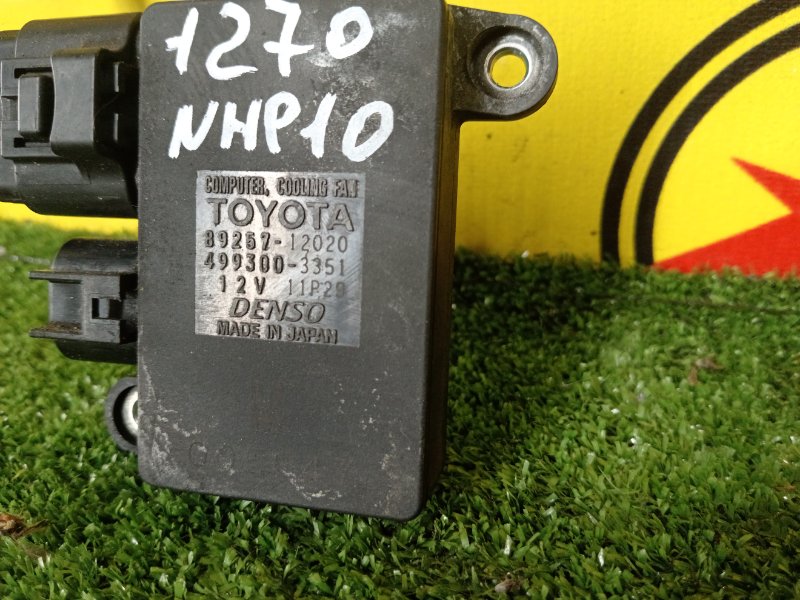 1270
NHP10
COMPUTER, COOLING FAN
TOYOTA
89257-12020
499300-3351
12V 11P29
DENSO
MADE IN JAPAN